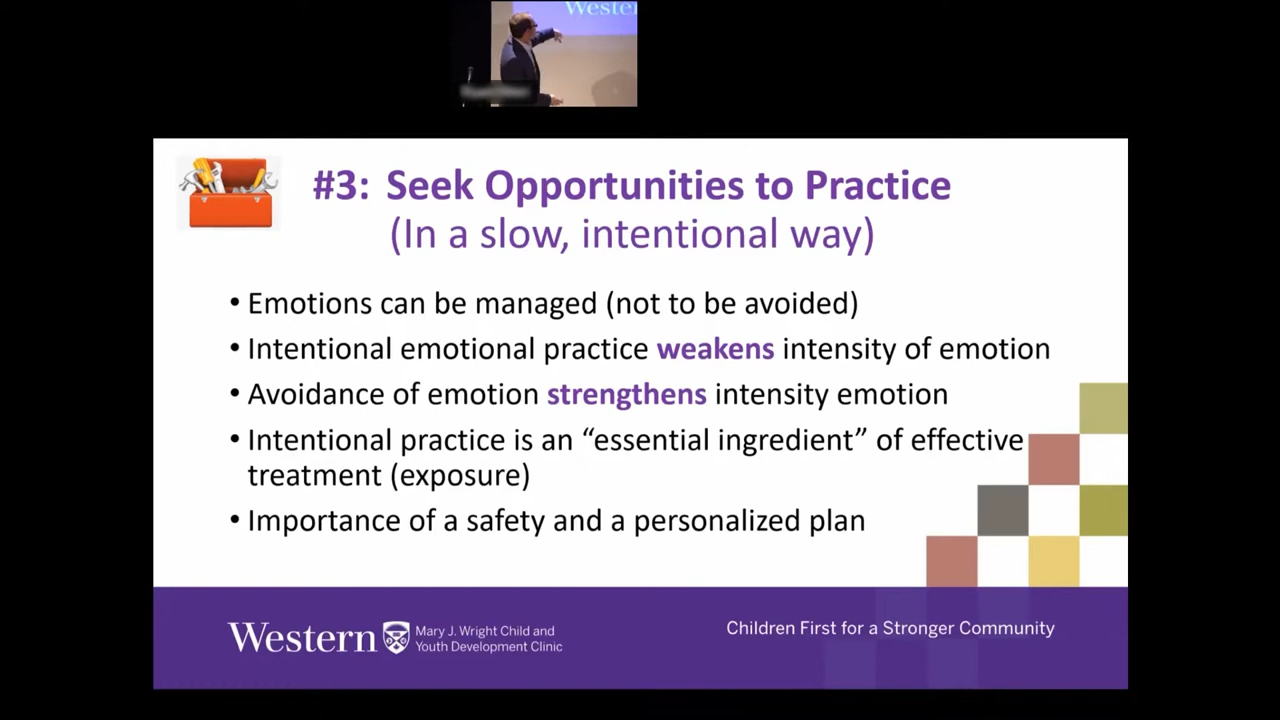 Weste
#3: Seek Opportunities to Practice
(In a slow, intentional way)
• Emotions can be managed (not to be avoided)
• Intentional emotional practice weakens intensity of emotion
• Avoidance of emotion strengthens intensity emotion
• Intentional practice is an “essential ingredient” of effective
treatment (exposure)
• Importance of a safety and a personalized plan
Western
Mary J. Wright Child and
Youth Development Clinic
Children First for a Stronger Community